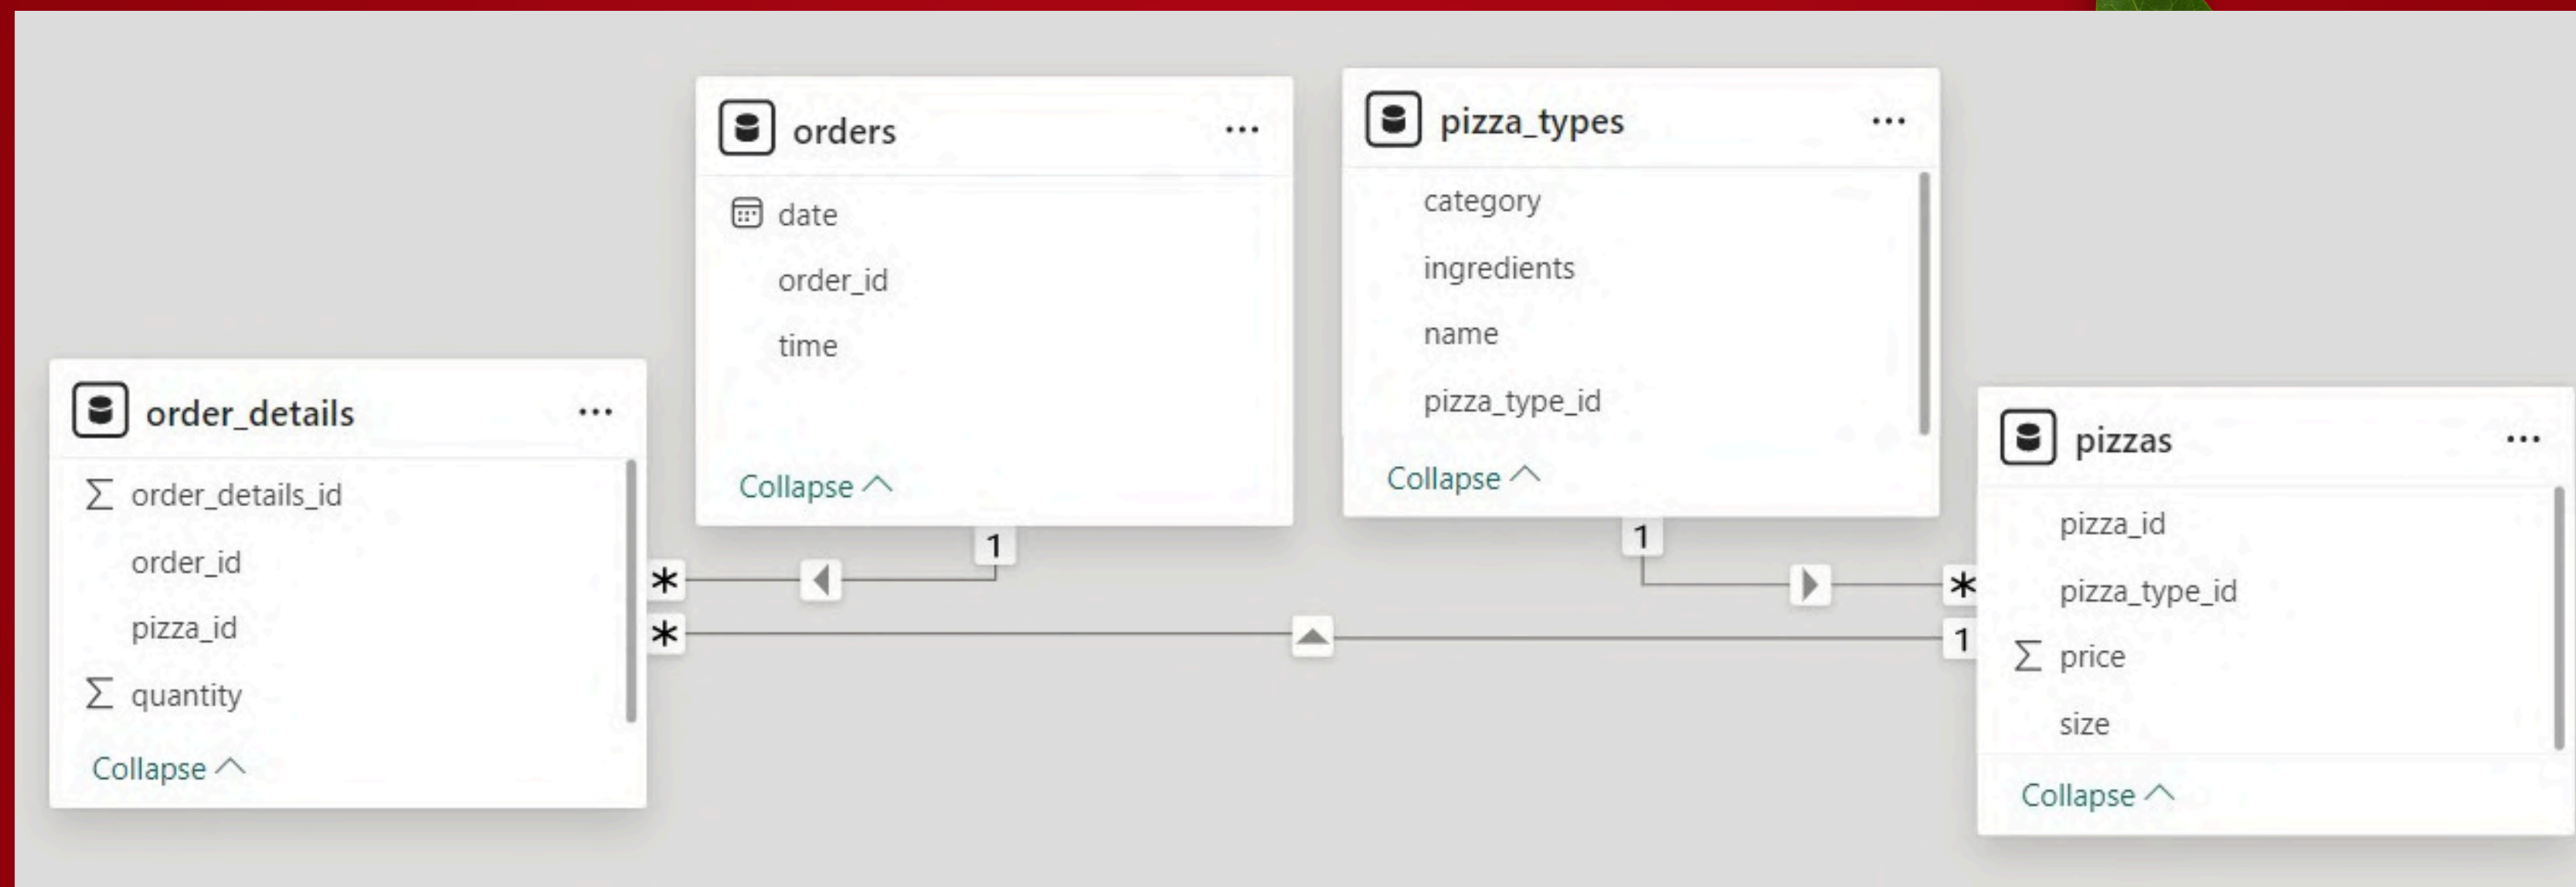 orders
date
order_id
time
Collapse
1
pizza_types
category
ingredients
name
pizza_type_id
Collapse
1
order_details
Σ order_details_id
order_id
pizza_id
Σ quantity
Collapse
*
*
pizzas
pizza_id
pizza_type_id
Σ price
size
Collapse
*
1